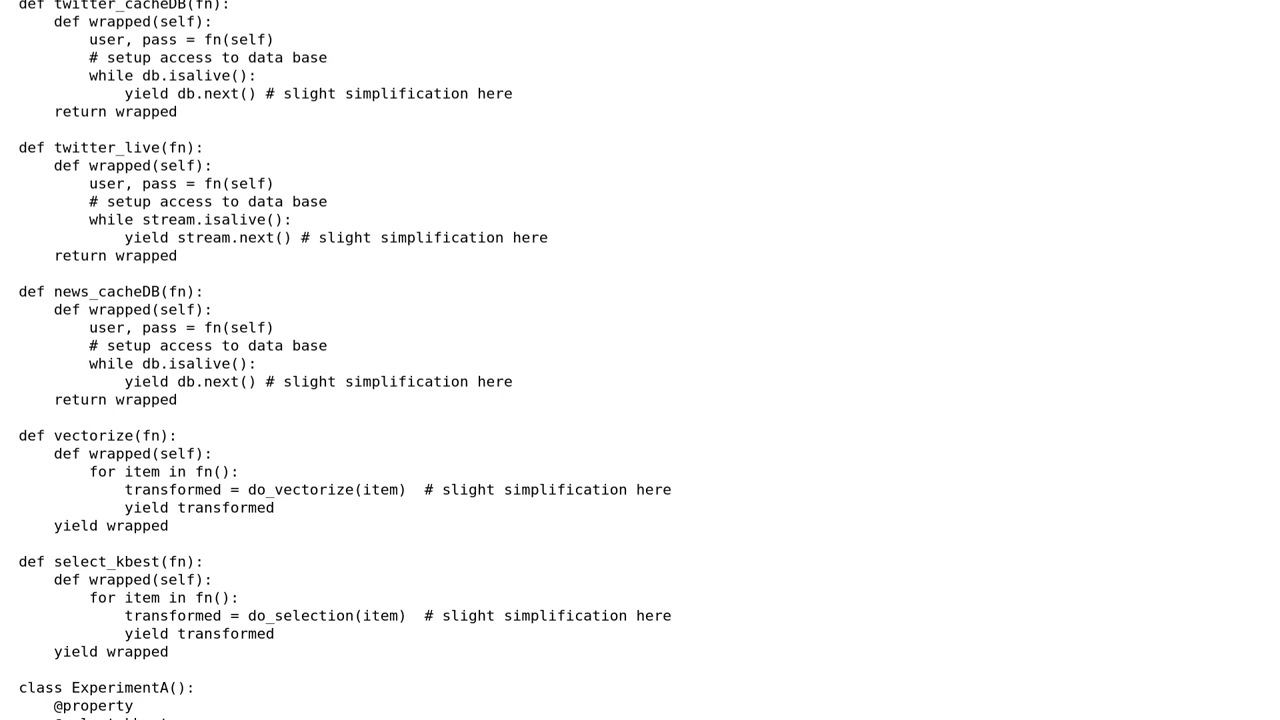 def twitter_cacheDB(fn):
    def wrapped(self):
        user, pass = fn(self)
        # setup access to data base
        while db.isalive():
            yield db.next() # slight simplification here
    return wrapped

def twitter_live(fn):
    def wrapped(self):
        user, pass = fn(self)
        # setup access to data base
        while stream.isalive():
            yield stream.next() # slight simplification here
    return wrapped

def news_cacheDB(fn):
    def wrapped(self):
        user, pass = fn(self)
        # setup access to data base
        while db.isalive():
            yield db.next() # slight simplification here
    return wrapped

def vectorize(fn):
    def wrapped(self):
        for item in fn():
            transformed = do_vectorize(item)  # slight simplification here
            yield transformed
    yield wrapped

def select_kbest(fn):
    def wrapped(self):
        for item in fn():
            transformed = do_selection(item)  # slight simplification here
            yield transformed
    yield wrapped

class ExperimentA():
    @property